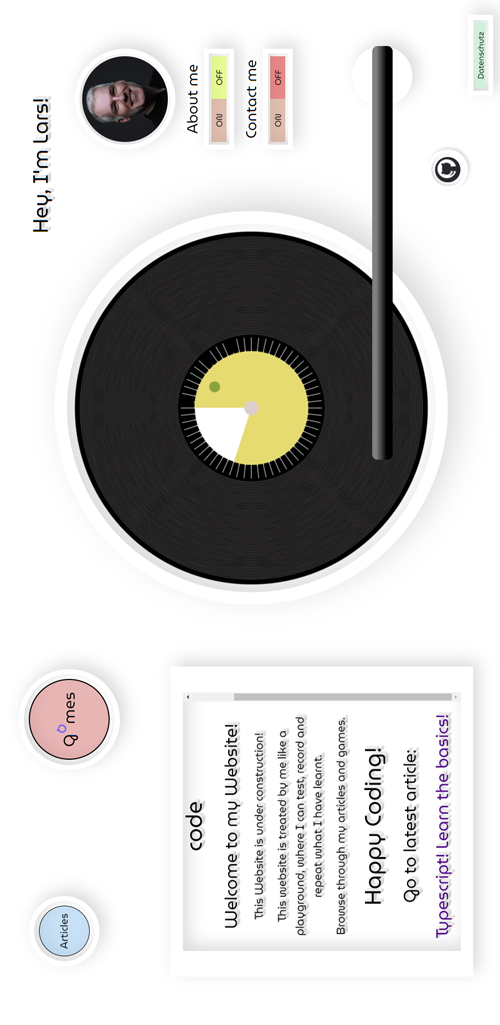 Hey, I'm Lars!
About me
ON OFF
Contact me
ON OFF
Datenschutz
Games
Articles
code
Welcome to my Website!
This Website is under construction!
This website is treated by me like a
playground, where I can test, record and
repeat what I have learnt.
Browse through my articles and games.
Happy Coding!
Go to latest article:
Typescript! Learn the basics!